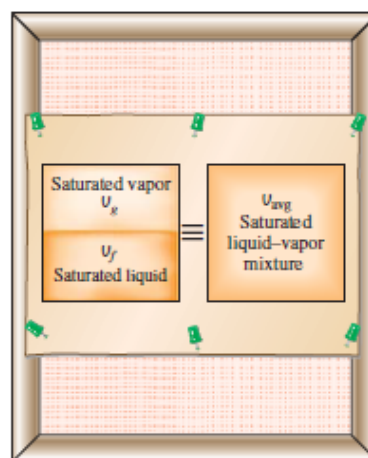 Saturated vapor
υg
υf
Saturated liquid
≡
υavg
Saturated
liquid–vapor
mixture